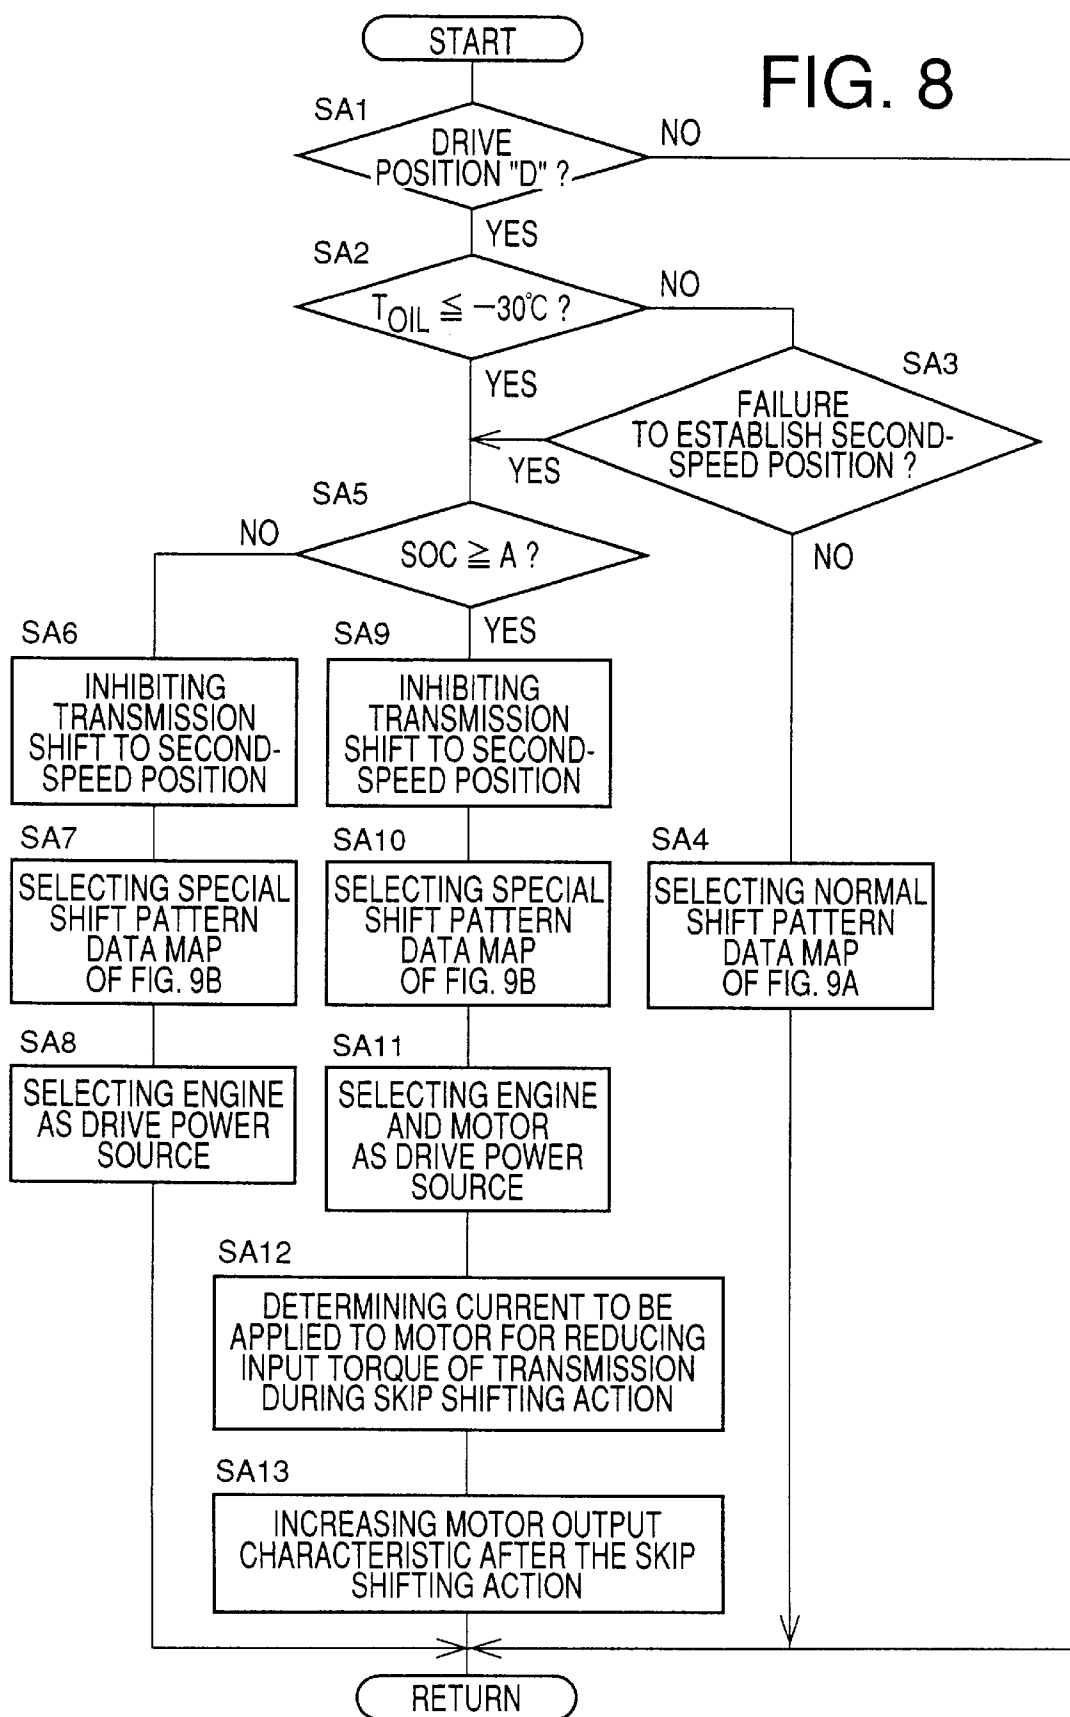 START
FIG. 8
SA1
NO
DRIVE
POSITION "D" ?
YES
SA2
NO
TOIL ≦ −30℃ ?
YES
SA3
FAILURE
TO ESTABLISH SECOND-
SPEED POSITION ?
YES
NO
SA5
NO
SOC ≧ A ?
YES
SA6
INHIBITING
TRANSMISSION
SHIFT TO SECOND-
SPEED POSITION
SA9
INHIBITING
TRANSMISSION
SHIFT TO SECOND-
SPEED POSITION
SA7
SELECTING SPECIAL
SHIFT PATTERN
DATA MAP
OF FIG. 9B
SA10
SELECTING SPECIAL
SHIFT PATTERN
DATA MAP
OF FIG. 9B
SA4
SELECTING NORMAL
SHIFT PATTERN
DATA MAP
OF FIG. 9A
SA8
SELECTING ENGINE
AS DRIVE POWER
SOURCE
SA11
SELECTING ENGINE
AND MOTOR
AS DRIVE POWER
SOURCE
SA12
DETERMINING CURRENT TO BE
APPLIED TO MOTOR FOR REDUCING
INPUT TORQUE OF TRANSMISSION
DURING SKIP SHIFTING ACTION
SA13
INCREASING MOTOR OUTPUT
CHARACTERISTIC AFTER THE SKIP
SHIFTING ACTION
RETURN